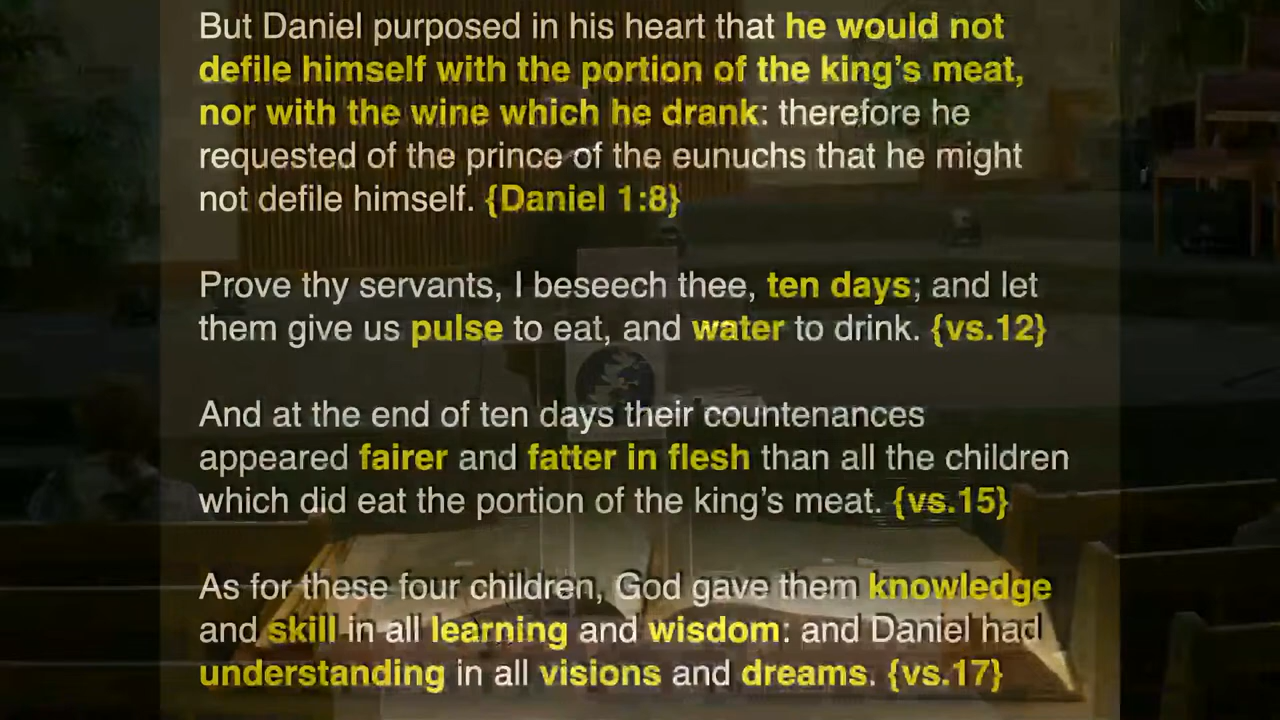 But Daniel purposed in his heart that he would not
defile himself with the portion of the king's meat,
nor with the wine which he drank: therefore he
requested of the prince of the eunuchs that he might
not defile himself. {Daniel 1:8}
Prove thy servants, I beseech thee, ten days; and let
them give us pulse to eat, and water to drink. {vs.12}
And at the end of ten days their countenances
appeared fairer and fatter in flesh than all the children
which did eat the portion of the king's meat. {vs.15}
As for these four children, God gave them knowledge
and skill in all learning and wisdom: and Daniel had
understanding in all visions and dreams. {vs.17}